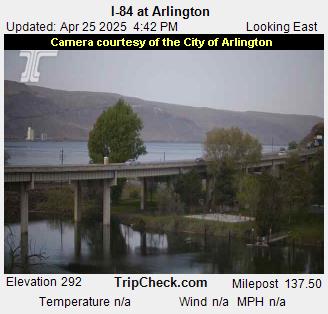 I-84 at Arlington
Updated: Apr 25 2025 4:42 PM Looking East
Camera courtesy of the City of Arlington
Elevation 292 TripCheck.com Milepost 137.50
Temperature n/a Wind n/a MPH n/a